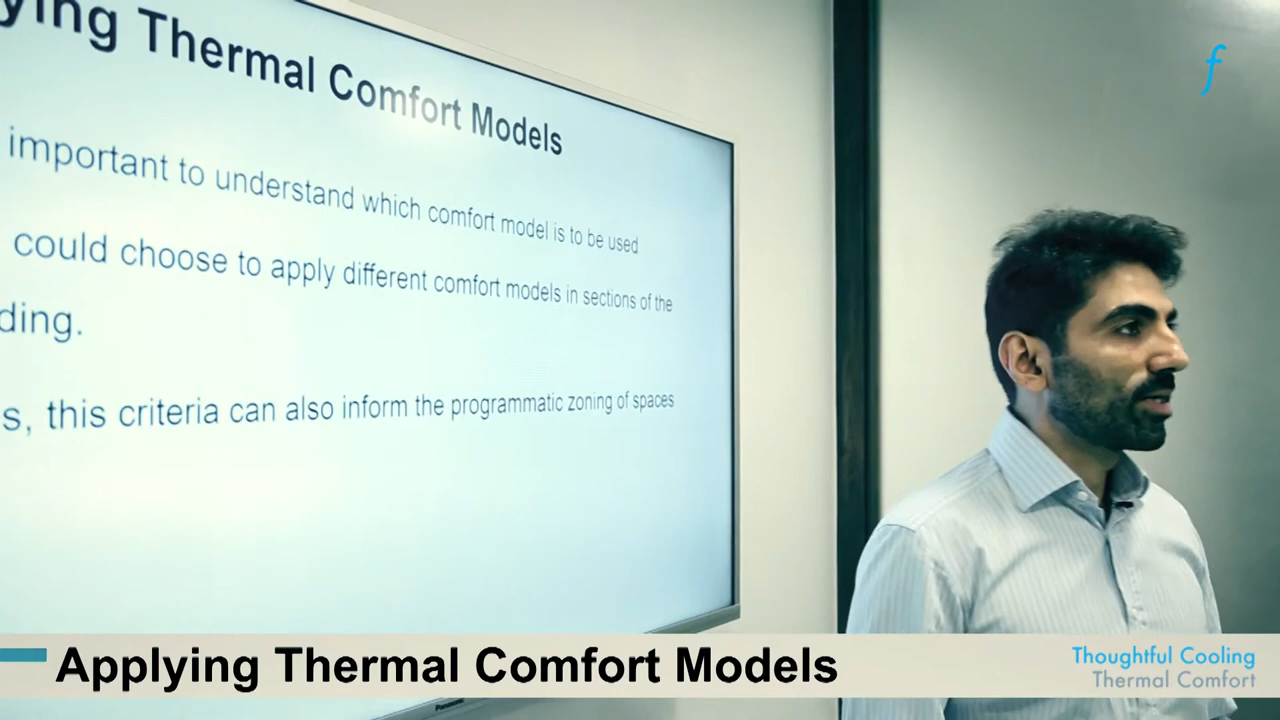 ying Thermal Comfort Models
important to understand which comfort model is to be used
could choose to apply different comfort models in sections of the
ding.
s, this criteria can also inform the programmatic zoning of spaces
f
Applying Thermal Comfort Models
Thoughtful Cooling
Thermal Comfort
Panasonic